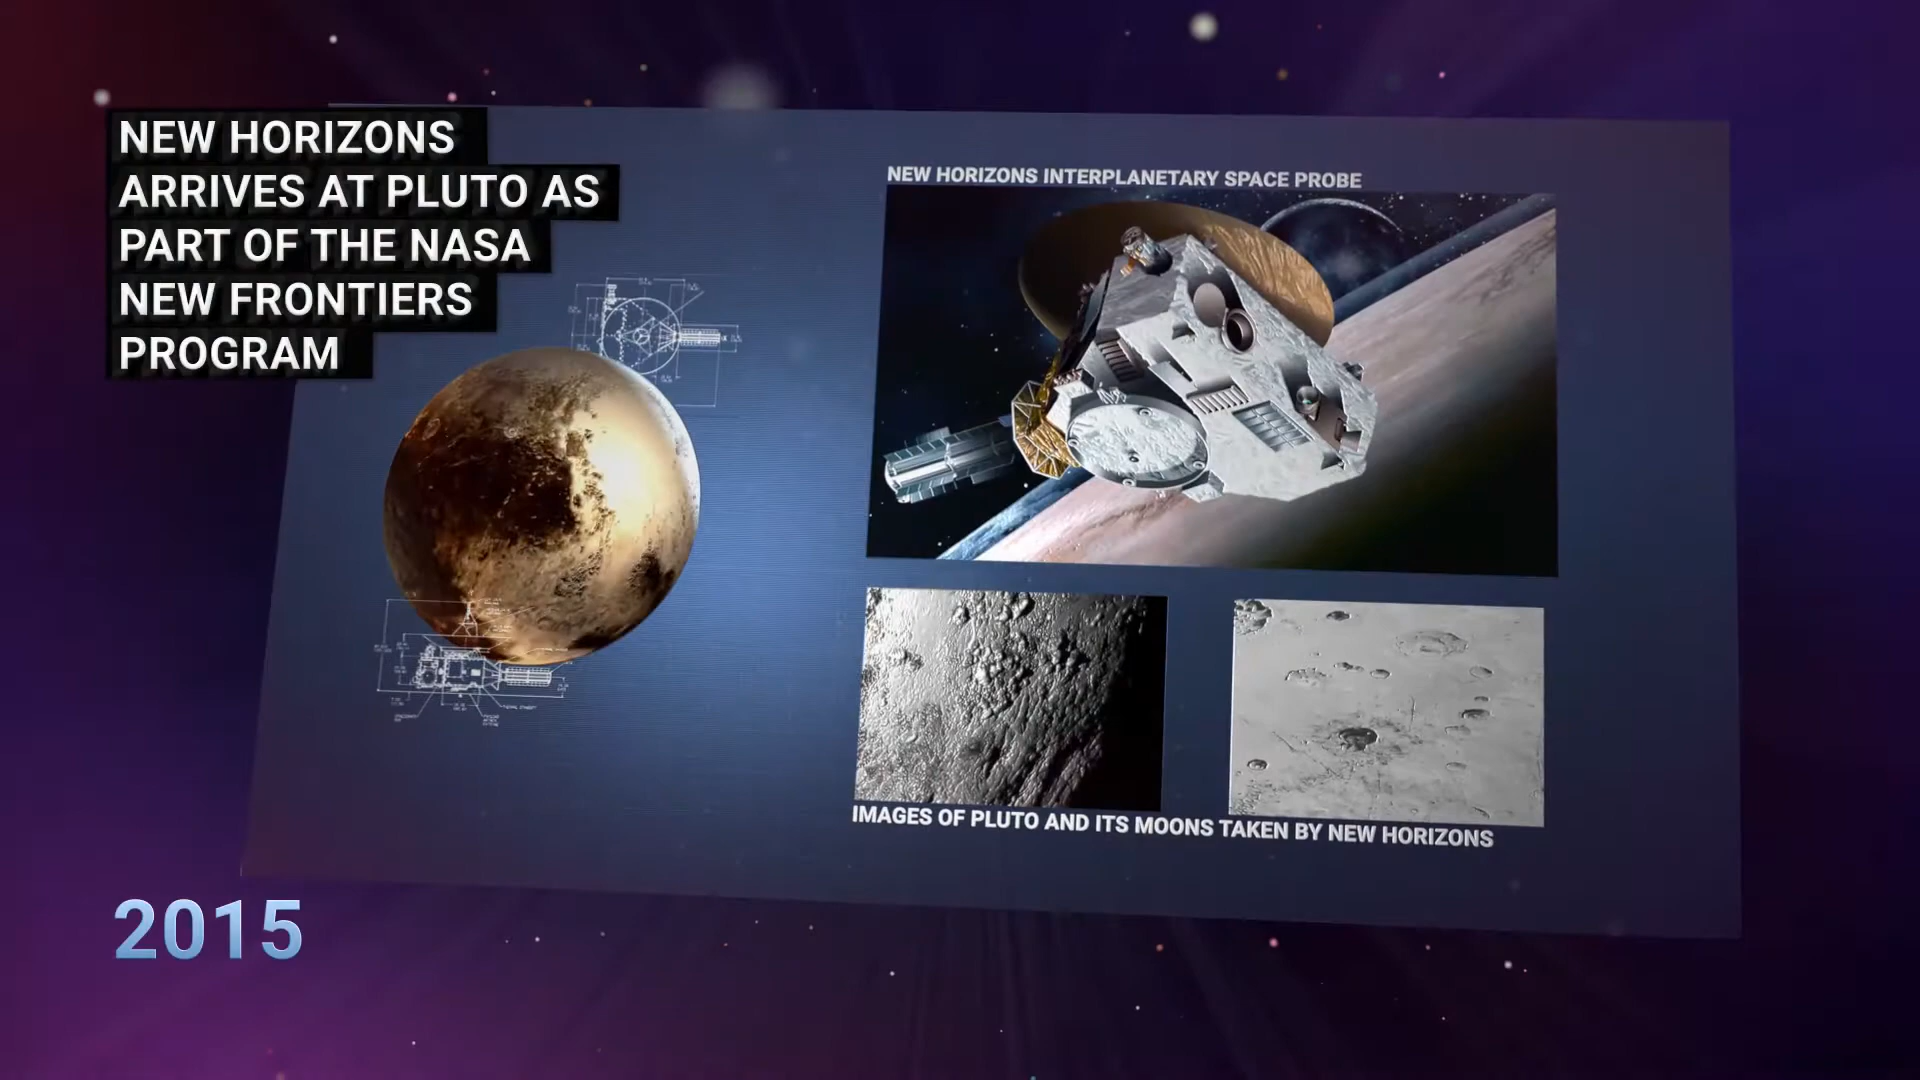 NEW HORIZONS
ARRIVES AT PLUTO AS
PART OF THE NASA
NEW FRONTIERS
PROGRAM
NEW HORIZONS INTERPLANETARY SPACE PROBE
IMAGES OF PLUTO AND ITS MOONS TAKEN BY NEW HORIZONS
2015